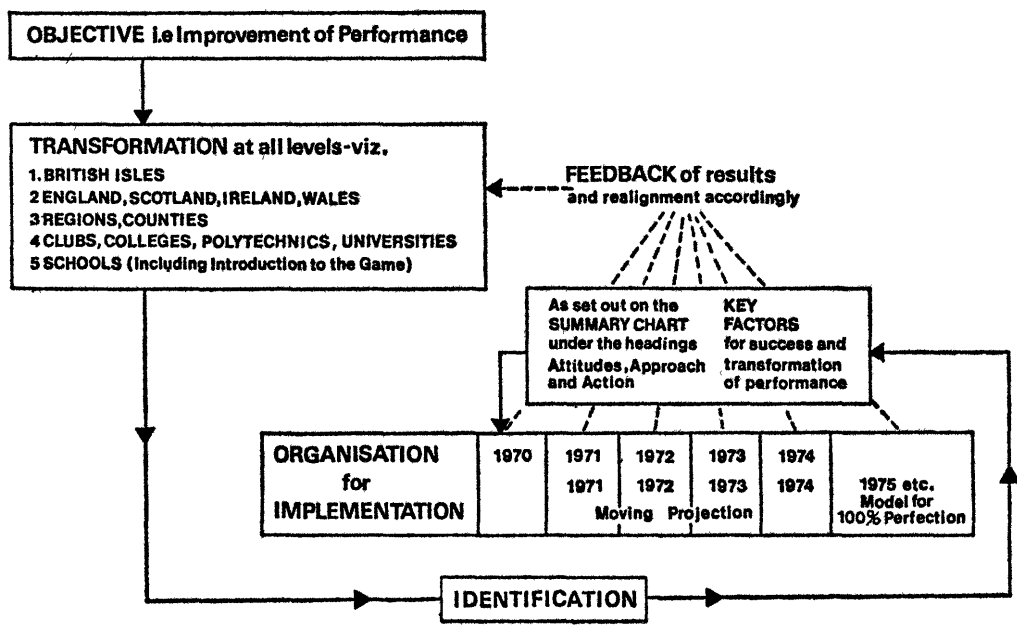 OBJECTIVE i.e Improvement of Performance
TRANSFORMATION at all levels-viz.
1. BRITISH ISLES
2 ENGLAND, SCOTLAND, IRELAND, WALES
3 REGIONS, COUNTIES
4 CLUBS, COLLEGES, POLYTECHNICS, UNIVERSITIES
5 SCHOOLS (Including Introduction to the Game)
FEEDBACK of results
and realignment accordingly
As set out on the
SUMMARY CHART
under the headings
Attitudes, Approach
and Action
KEY
FACTORS
for success and
transformation
of performance
ORGANISATION
for
IMPLEMENTATION
1970 1971 1972 1973 1974
1971 1972 1973 1974 1975 etc.
Moving Projection
Model for
100% Perfection
IDENTIFICATION